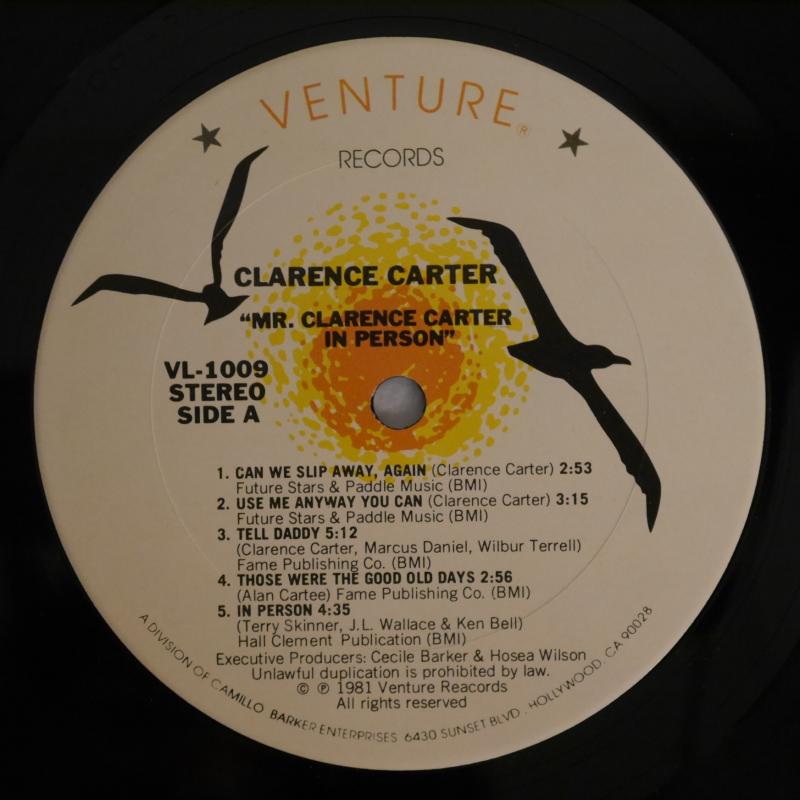 VENTURE®
RECORDS
CLARENCE CARTER
“MR. CLARENCE CARTER
IN PERSON”
VL-1009
STEREO
SIDE A
1. CAN WE SLIP AWAY, AGAIN (Clarence Carter) 2:53
Future Stars & Paddle Music (BMI)
2. USE ME ANYWAY YOU CAN (Clarence Carter) 3:15
Future Stars & Paddle Music (BMI)
3. TELL DADDY 5:12
(Clarence Carter, Marcus Daniel, Wilbur Terrell)
Fame Publishing Co. (BMI)
4. THOSE WERE THE GOOD OLD DAYS 2:56
(Alan Cartee) Fame Publishing Co. (BMI)
5. IN PERSON 4:35
(Terry Skinner, J.L. Wallace & Ken Bell)
Hall Clement Publication (BMI)
Executive Producers: Cecile Barker & Hosea Wilson
Unlawful duplication is prohibited by law.
© ℗ 1981 Venture Reacords
All rights reserved
A DIVISION OF CAMILLO BARKER ENTERPRISES 6430 SUNSET BLVD. HOLLYWOOD, CA 90028